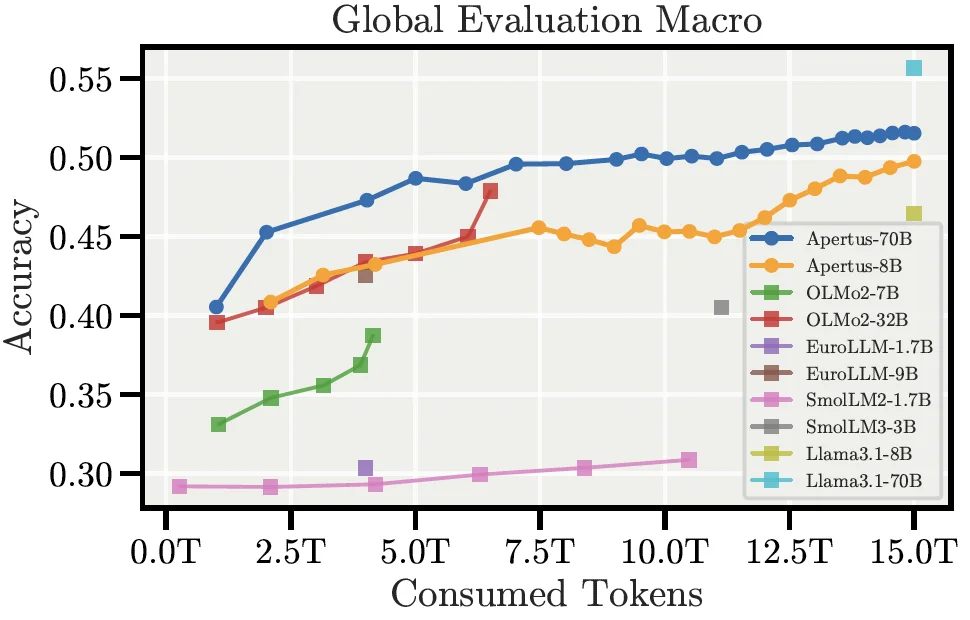 Global Evaluation Macro
Accuracy
0.55
0.50
0.45
0.40
0.35
0.30
Apertus-70B
Apertus-8B
OLMo2-7B
OLMo2-32B
EuroLLM-1.7B
EuroLLM-9B
SmolLM2-1.7B
SmolLM3-3B
Llama3.1-8B
Llama3.1-70B
0.0T 2.5T 5.0T 7.5T 10.0T 12.5T 15.0T
Consumed Tokens